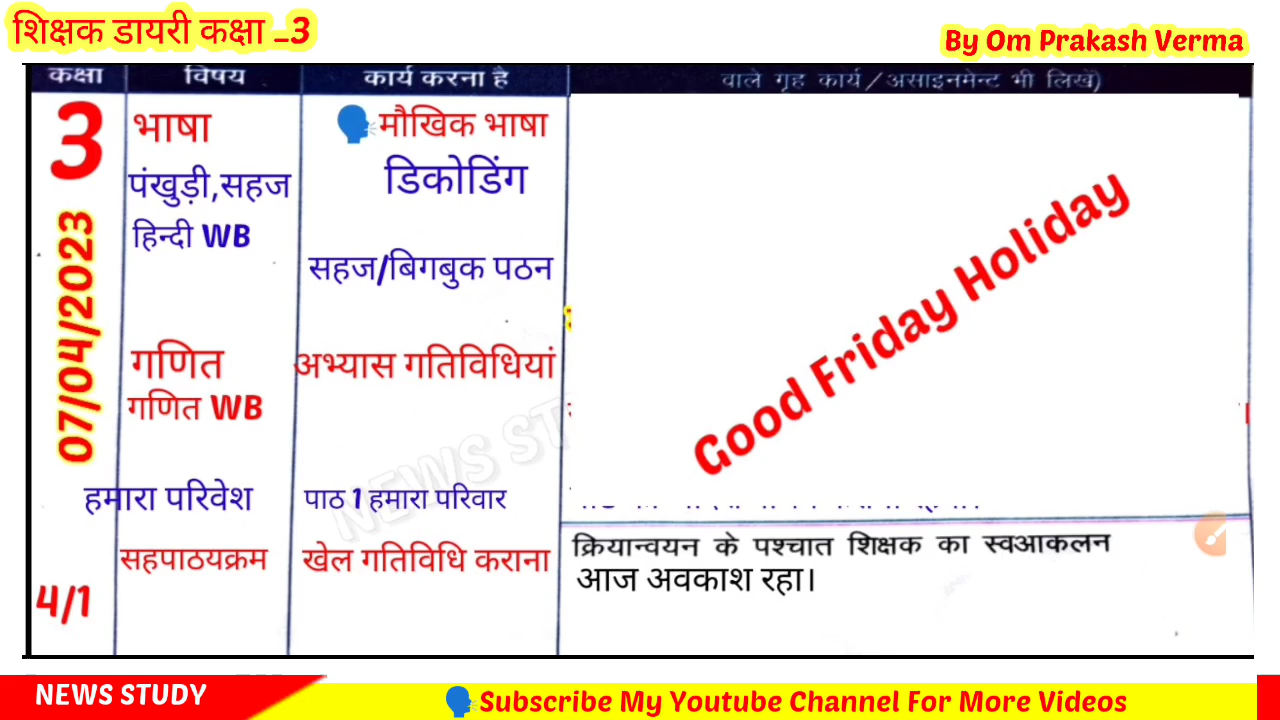 शिक्षक डायरी कक्षा _3
By Om Prakash Verma
कक्षा विषय कार्य करना है वाले गृह कार्य / असाइनमेन्ट भी लिखें)
3
07/04/2023
4/1
भाषा
पंखुड़ी,सहज
हिन्दी WB
गणित
गणित WB
हमारा परिवेश
सहपाठयक्रम
मौखिक भाषा
डिकोडिंग
सहज/बिगबुक पठन
अभ्यास गतिविधियां
पाठ 1 हमारा परिवार
खेल गतिविधि कराना
Good Friday Holiday
क्रियान्वयन के पश्चात शिक्षक का स्वआकलन
आज अवकाश रहा।
NEWS ST
NEWS STUDY
Subscribe My Youtube Channel For More Videos